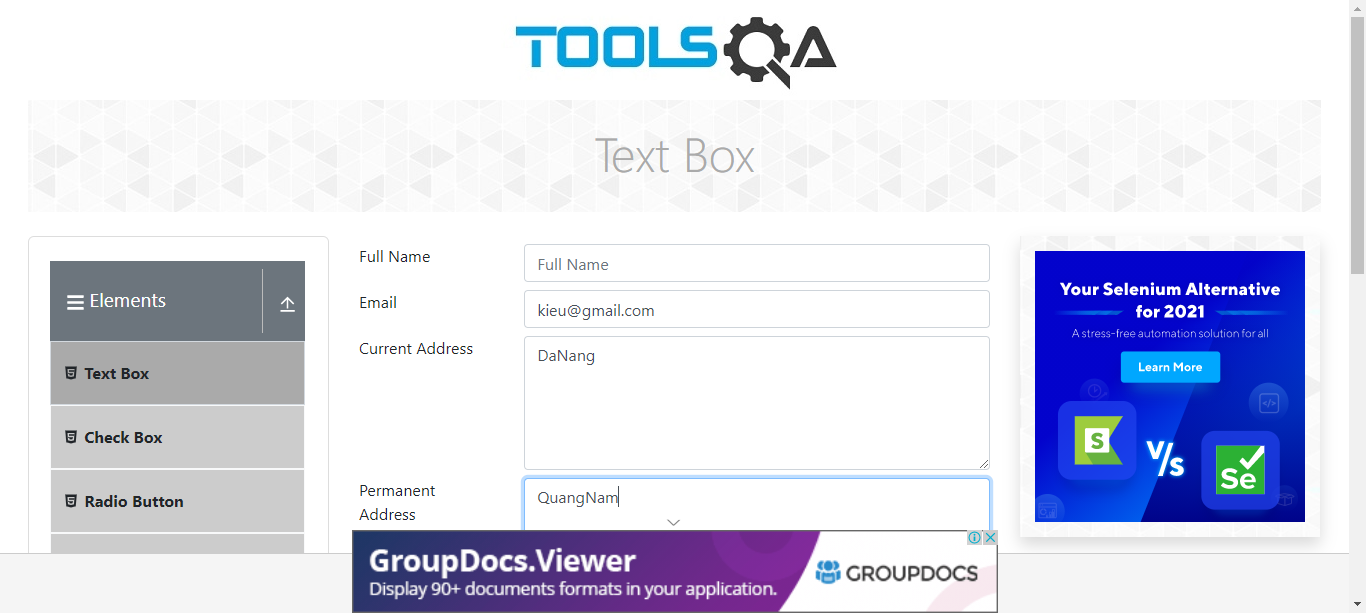 TOOLSQA
Text Box
Elements
Text Box
Check Box
Radio Button
Full Name
Full Name
Email
kieu@gmail.com
Current Address
DaNang
Permanent
Address
QuangNam
Your Selenium Alternative
for 2021
A stress-free automation solution for all
Learn More
S
V/S
Se
GroupDocs.Viewer
Display 90+ documents formats in your application.
GROUPDOCS